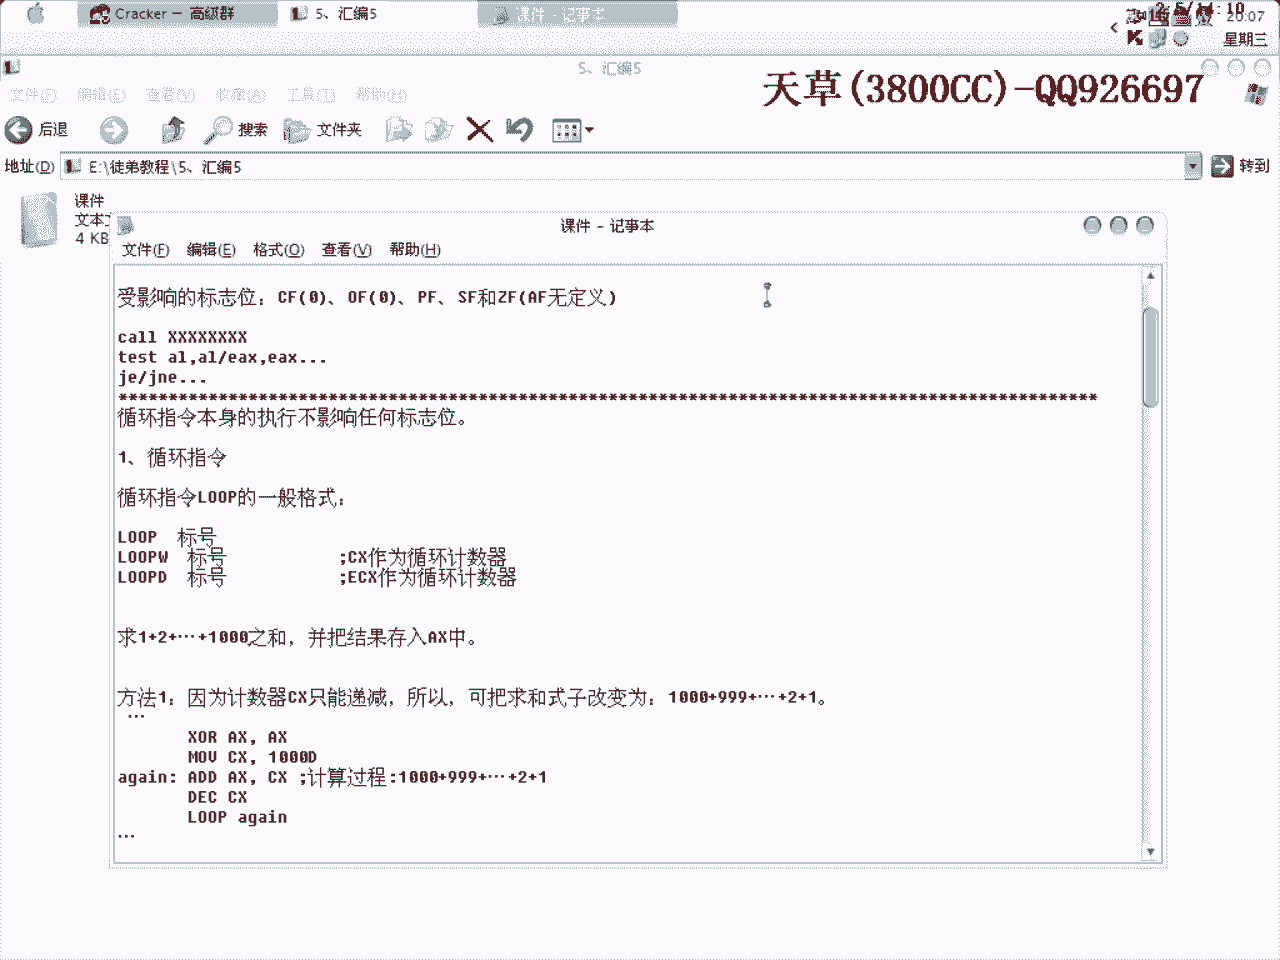 Cracker — 高级群
5、汇编5
课件 - 记事本
20:07
星期三
5、汇编5
文件(F) 编辑(E) 查看(V) 收藏(A) 工具(T) 帮助(H)
天草(3800CC)-QQ926697
后退 搜索 文件夹
地址(D) E:\徒弟教程\5、汇编5 转到
课件
4 KB
课件 - 记事本
文件(F) 编辑(E) 格式(O) 查看(V) 帮助(H)
受影响的标志位：CF(0)、OF(0)、PF、SF和ZF(AF无定义)
call XXXXXXXX
test al,al/eax,eax...
je/jne...
**************************************************************************************************
循环指令本身的执行不影响任何标志位。
1、循环指令
循环指令LOOP的一般格式：
LOOP 标号
LOOPW 标号 ;CX作为循环计数器
LOOPD 标号 ;ECX作为循环计数器
求1+2+…+1000之和，并把结果存入AX中。
方法1：因为计数器CX只能递减，所以，可把求和式子改变为：1000+999+…+2+1。
…
XOR AX, AX
MOV CX, 1000D
again: ADD AX, CX ;计算过程:1000+999+…+2+1
DEC CX
LOOP again
…